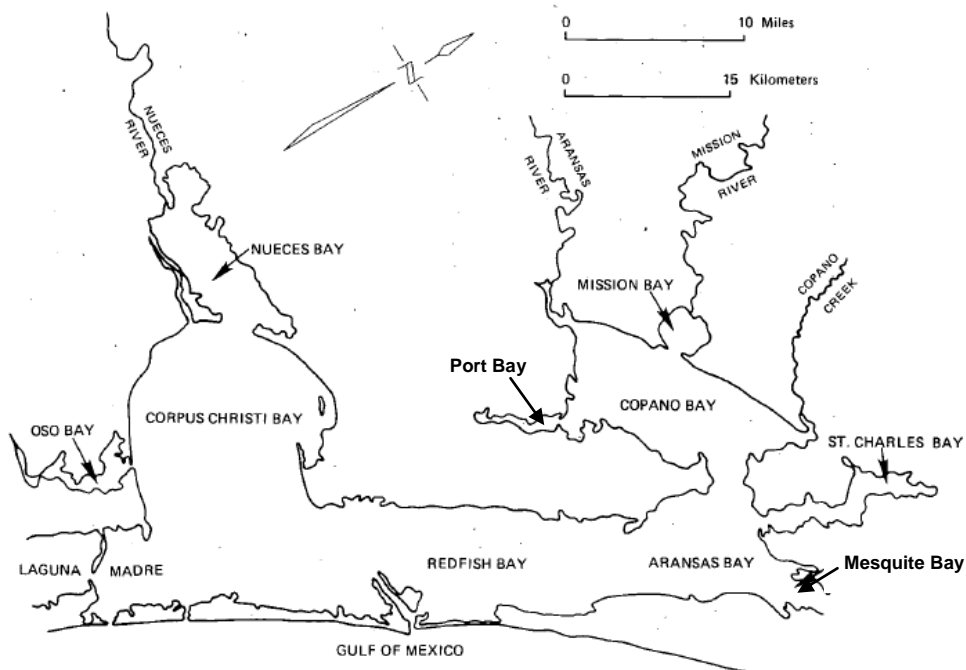 0 10 Miles
0 15 Kilometers
N
NUECES
RIVER
ARANSAS
RIVER
MISSION
RIVER
NUECES BAY
MISSION BAY
COPANO
CREEK
Port Bay
CORPUS CHRISTI BAY
COPANO BAY
OSO BAY
ST. CHARLES BAY
LAGUNA MADRE
REDFISH BAY
ARANSAS BAY
Mesquite Bay
GULF OF MEXICO